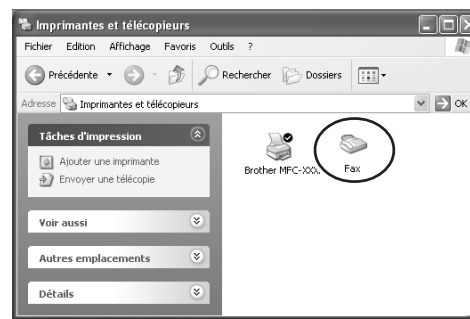 Imprimantes et télécopieurs
Fichier Edition Affichage Favoris Outils ?
Précédente Rechercher Dossiers
Adresse Imprimantes et télécopieurs OK
Tâches d'impression
Ajouter une imprimante
Envoyer une télécopie
Brother MFC-XXX.
Fax
Voir aussi
Autres emplacements
Détails